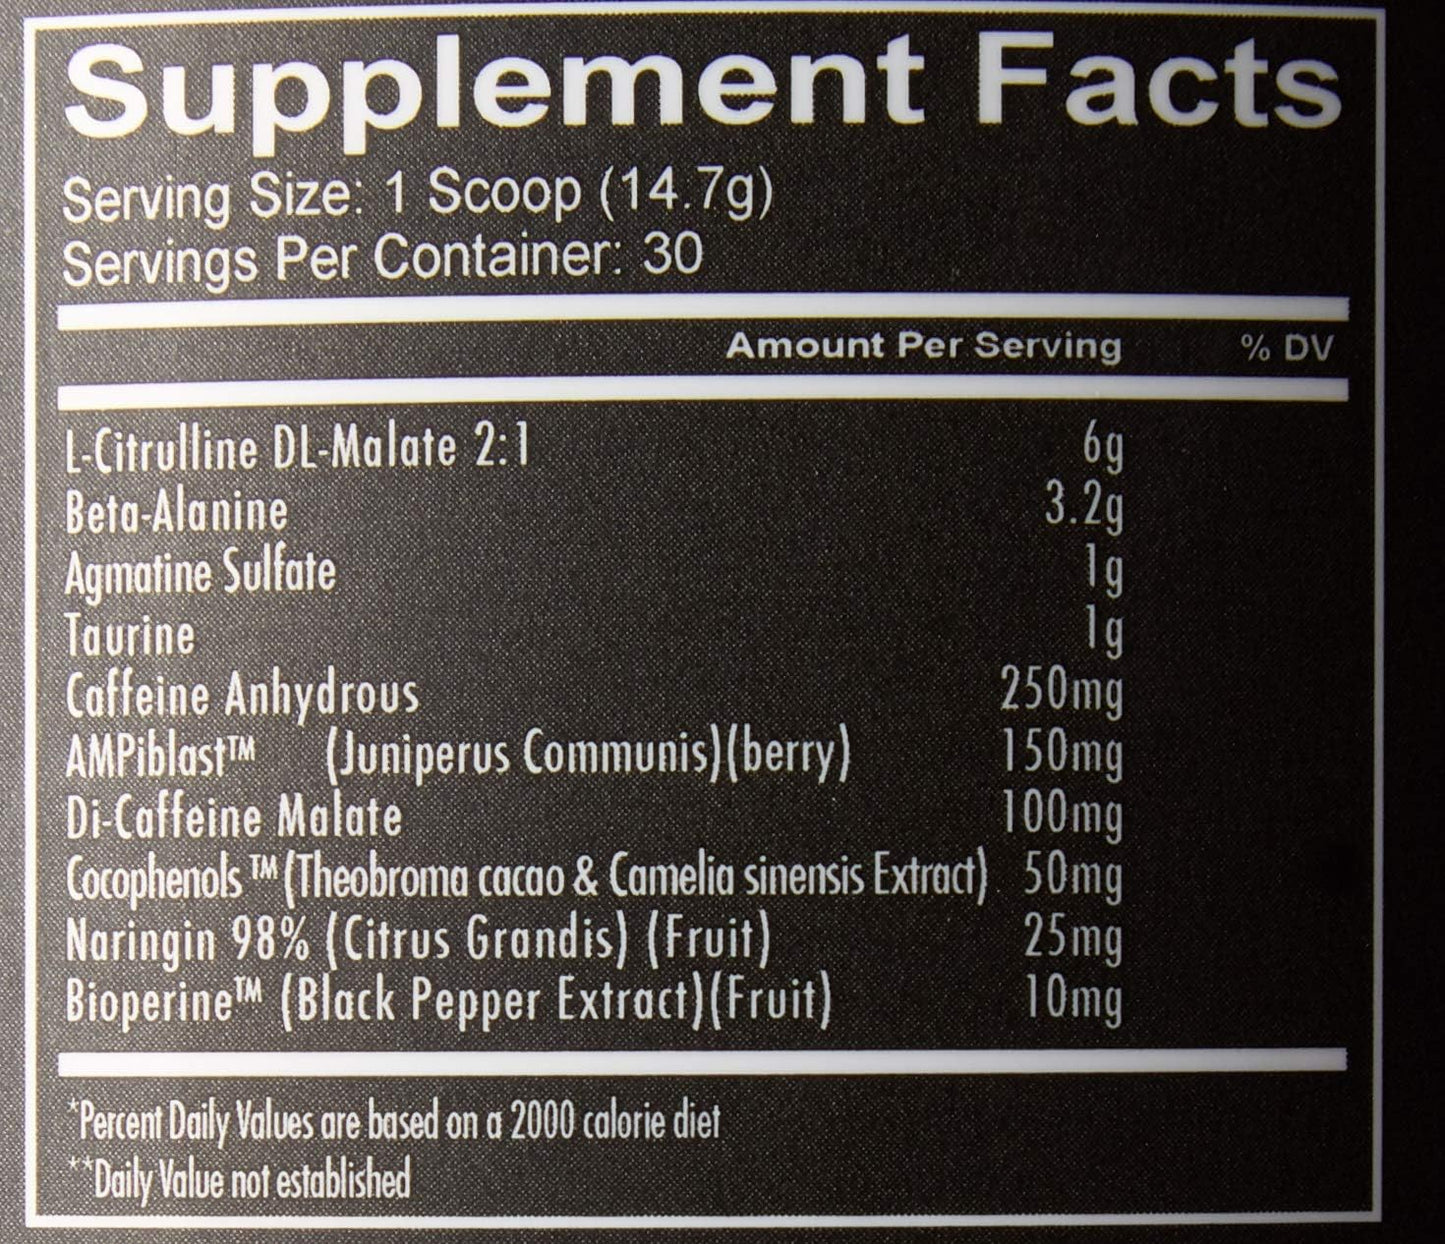 Supplement Facts
Serving Size: 1 Scoop (14.7g)
Servings Per Container: 30
Amount Per Serving % DV
L-Citrulline DL-Malate 2:1 6g
Beta-Alanine 3.2g
Agmatine Sulfate 1g
Taurine 1g
Caffeine Anhydrous 250mg
AMPiblast™ (Juniperus Communis)(berry) 150mg
Di-Caffeine Malate 100mg
Cocophenols ™(Theobroma cacao & Camelia sinensis Extract) 50mg
Naringin 98% (Citrus Grandis) (Fruit) 25mg
Bioperine™ (Black Pepper Extract)(Fruit) 10mg
*Percent Daily Values are based on a 2000 calorie diet
**Daily Value not established